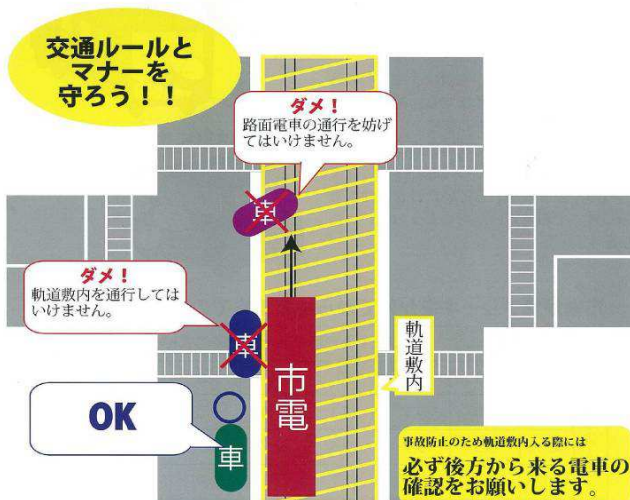 交通ルールと
マナーを
守ろう！！
ダメ！
路面電車の通行を妨げ
てはいけません。
車
ダメ！
軌道敷内を通行しては
いけません。
車
市電
軌道敷内
OK
車
事故防止のため軌道敷内入る際には
必ず後方から来る電車の
確認をお願いします。